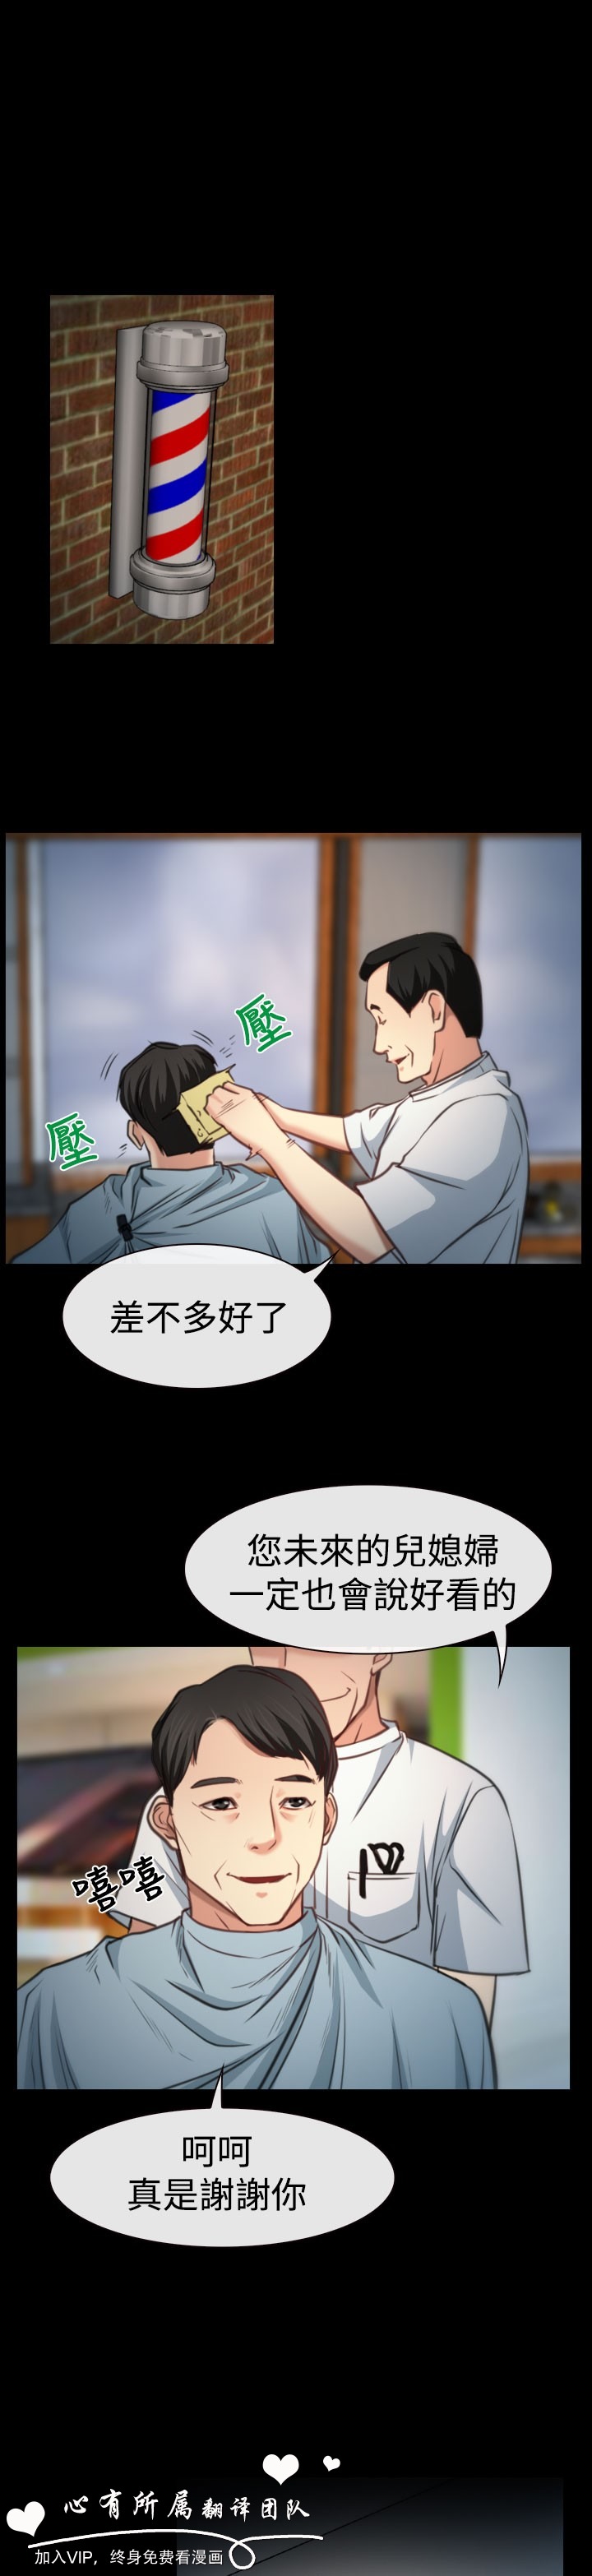 壓
壓
差不多好了
您未來的兒媳婦
一定也會說好看的
嘻嘻
呵呵
真是謝謝你
心有所属翻译团队
加入VIP，终身免费看漫画